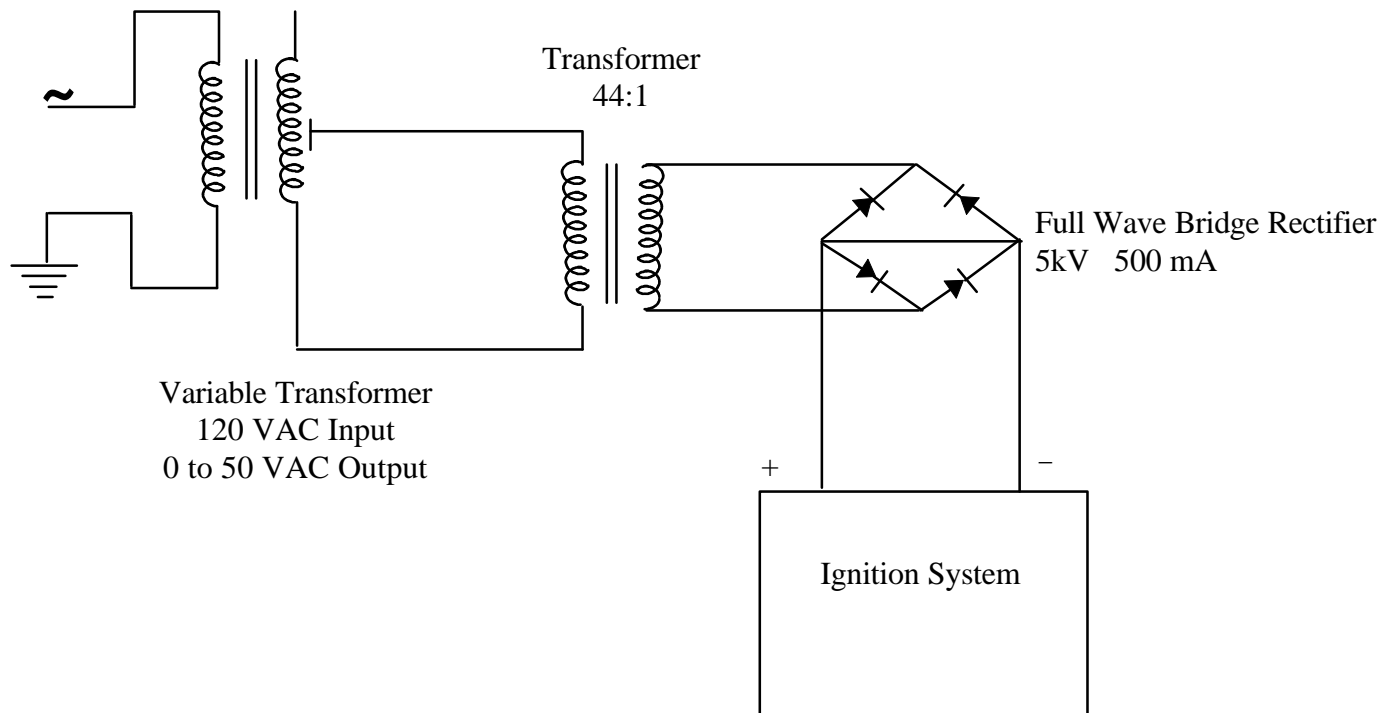 Transformer
44:1
~
Full Wave Bridge Rectifier
5kV 500 mA
Variable Transformer
120 VAC Input
0 to 50 VAC Output
+ −
Ignition System